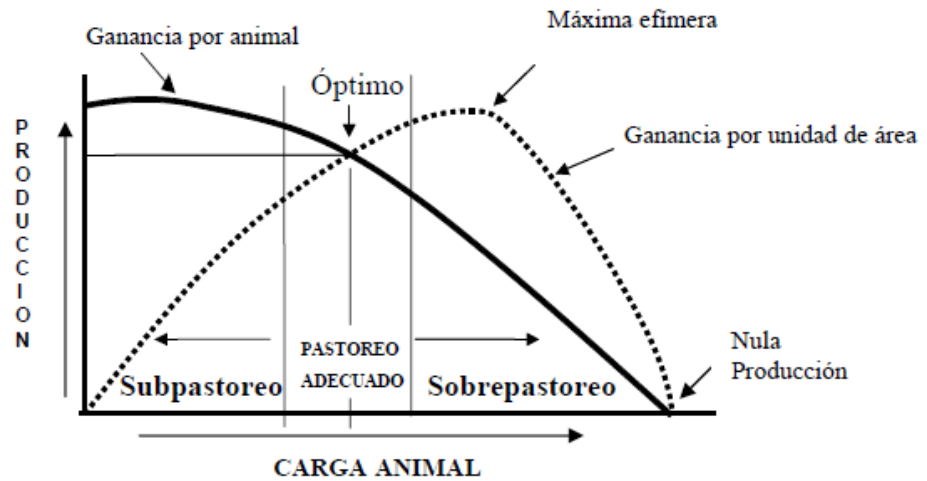 Máxima efímera
Ganancia por animal
Óptimo
Ganancia por unidad de área
PRODUCCION
PASTOREO
ADECUADO
Subpastoreo
Sobrepastoreo
Nula
Producción
CARGA ANIMAL